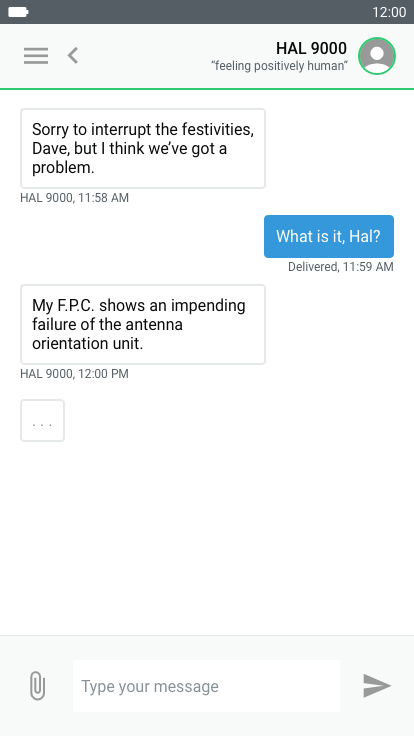 12:00
HAL 9000
"feeling positively human"
Sorry to interrupt the festivities,
Dave, but I think we’ve got a
problem.
HAL 9000, 11:58 AM
What is it, Hal?
Delivered, 11:59 AM
My F.P.C. shows an impending
failure of the antenna
orientation unit.
HAL 9000, 12:00 PM
. . .
Type your message